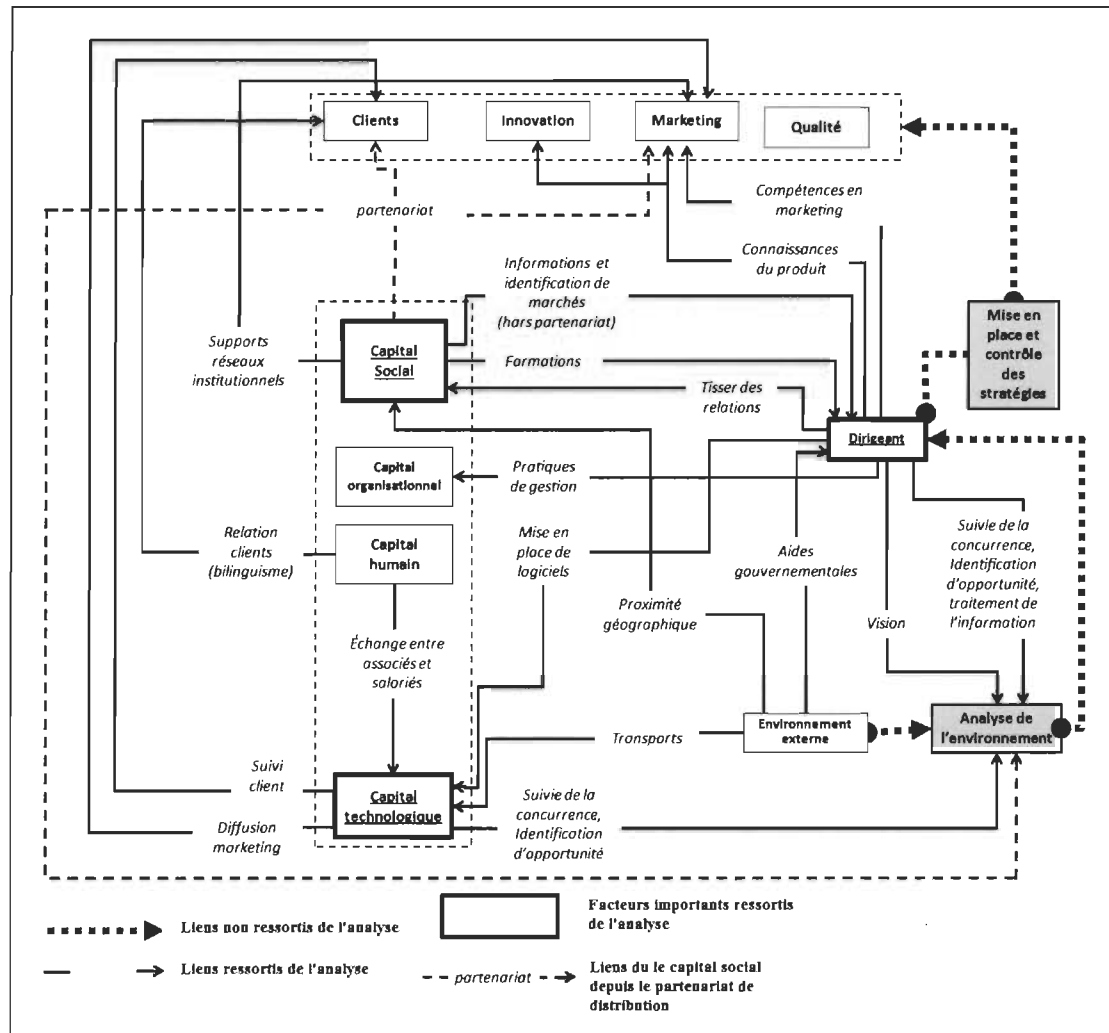 Clients
Innovation
Marketing
Qualité
partenariat
Compétences en
marketing
Connaissances
du produit
Informations et
identification de
marchés
(hars partenariat)
Mise en
place et
contrôle
des
stratégles
Supports
réseaux
institutionnels
Capital
Social
Farmations
Tisser des
relations
Dirigeant
Capital
organisationnel
Pratiques
de gestion
Relation
clients
(bilinguisme)
Capital
humain
Mise en
place de
logiciels
Aides
gouvernementales
Suivie de la
concurrence,
Identification
d'opportunité,
traitement de
l'information
Proximité
géographique
Vision
Échange entre
associés et
salariés
Environnement
externe
Analyse de
l'environnement
Transports
Suivi
client
Capital
technologique
Suivie de la
concurrence,
Identification
d'opportunité
Diffusion
marketing
Liens non ressortis de l'analyse
Facteurs importants ressortis
de l'analyse
Liens ressortis de l'analyse
partenariat
Liens du le capital social
depuis le partenariat de
distribution